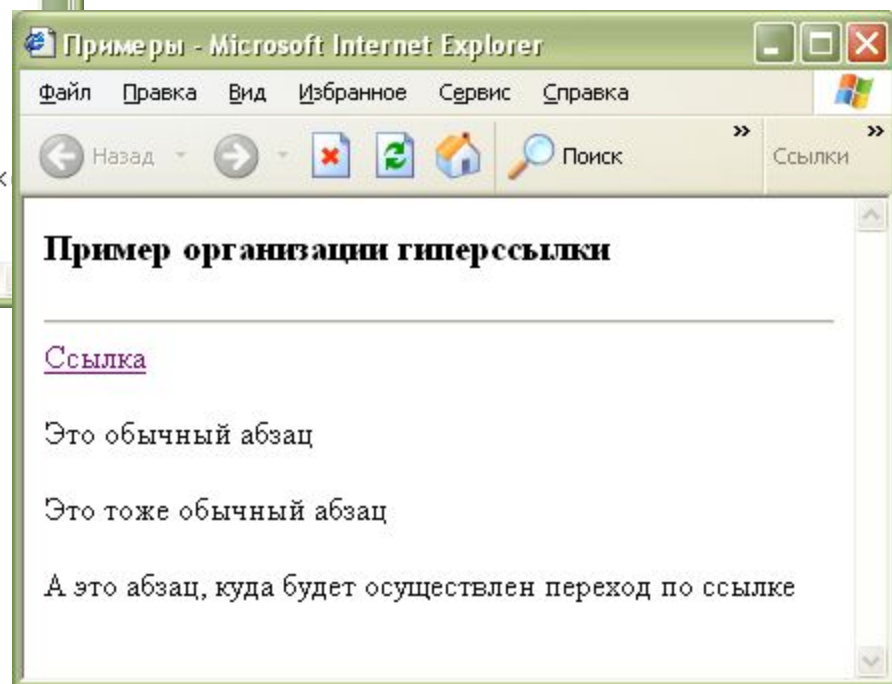 Примеры - Microsoft Internet Explorer
Файл Правка Вид Избранное Сервис Справка
Назад Поиск » Ссылки »
Пример организации гиперссылки
Ссылка
Это обычный абзац
Это тоже обычный абзац
А это абзац, куда будет осуществлен переход по ссылке